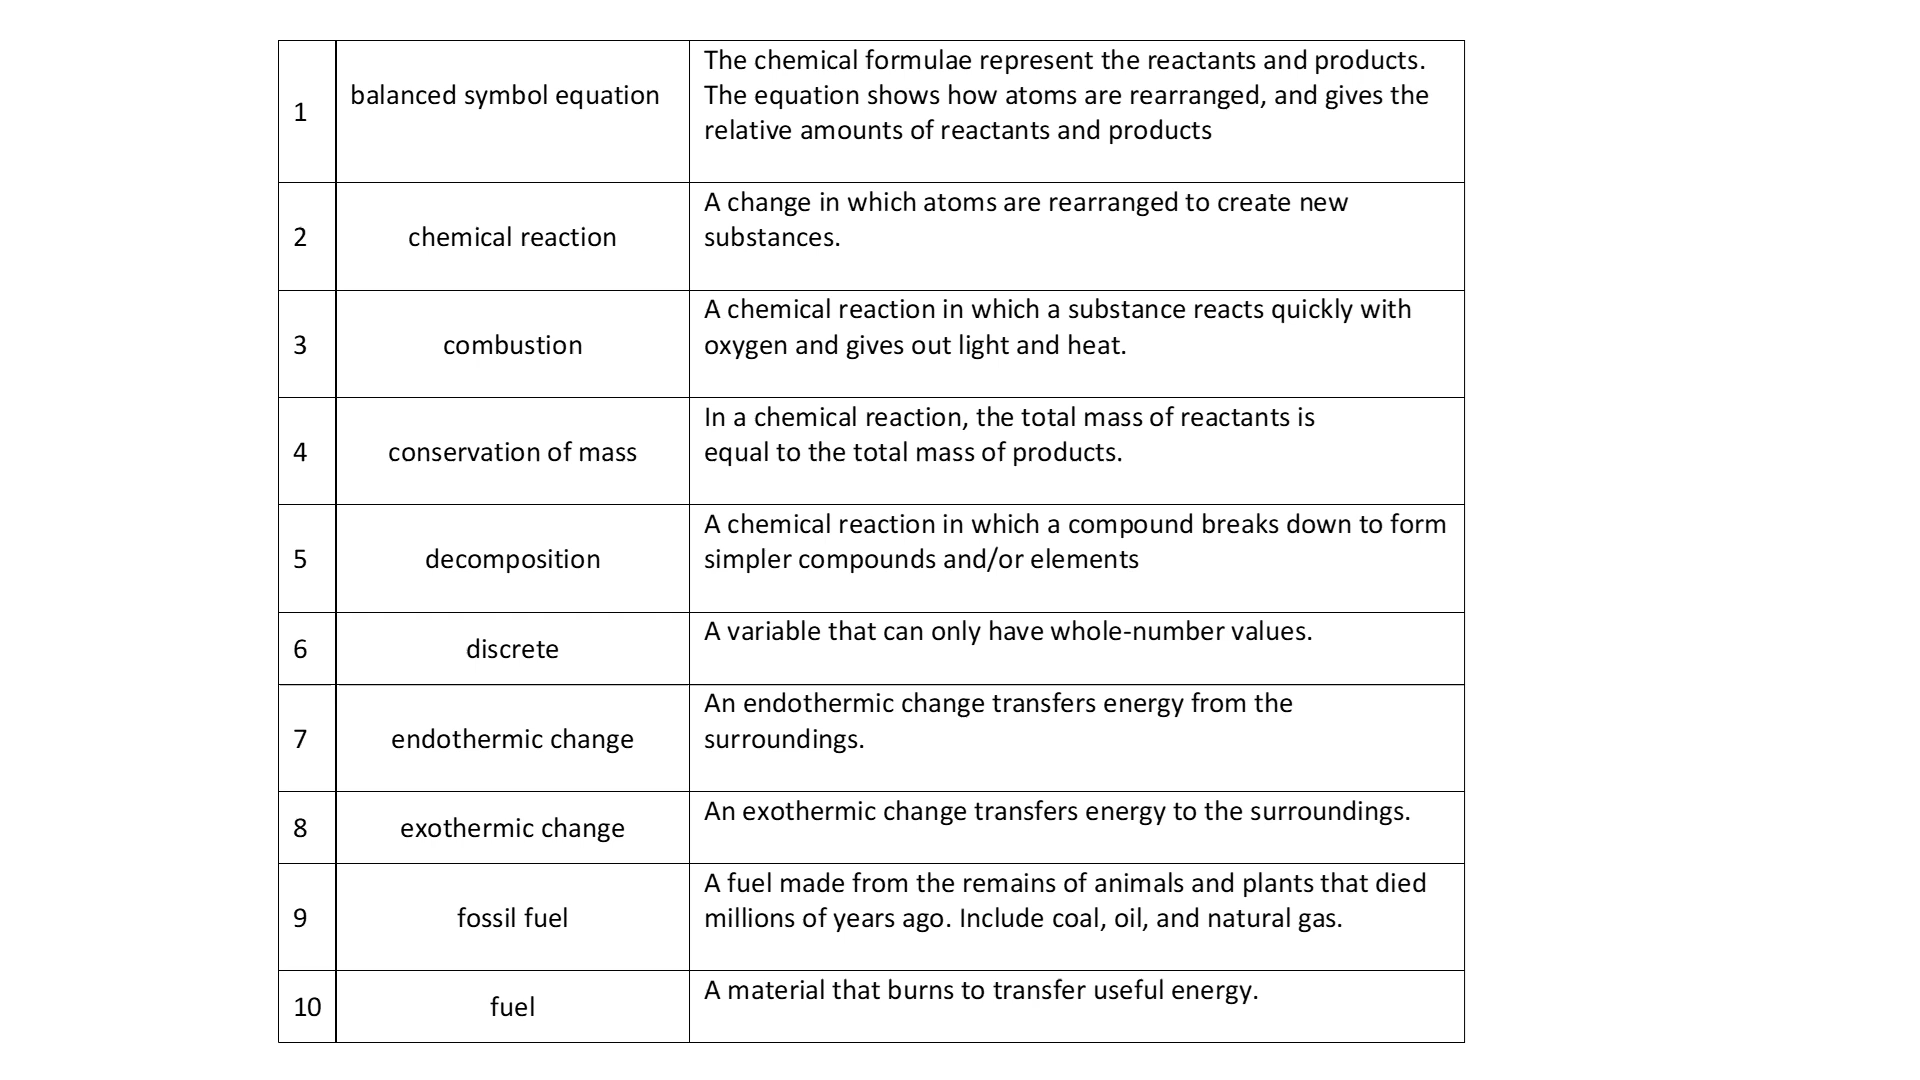 1
balanced symbol equation
The chemical formulae represent the reactants and products.
The equation shows how atoms are rearranged, and gives the
relative amounts of reactants and products
2
chemical reaction
A change in which atoms are rearranged to create new
substances.
3
combustion
A chemical reaction in which a substance reacts quickly with
oxygen and gives out light and heat.
4
conservation of mass
In a chemical reaction, the total mass of reactants is
equal to the total mass of products.
5
decomposition
A chemical reaction in which a compound breaks down to form
simpler compounds and/or elements
6
discrete
A variable that can only have whole-number values.
7
endothermic change
An endothermic change transfers energy from the
surroundings.
8
exothermic change
An exothermic change transfers energy to the surroundings.
9
fossil fuel
A fuel made from the remains of animals and plants that died
millions of years ago. Include coal, oil, and natural gas.
10
fuel
A material that burns to transfer useful energy.